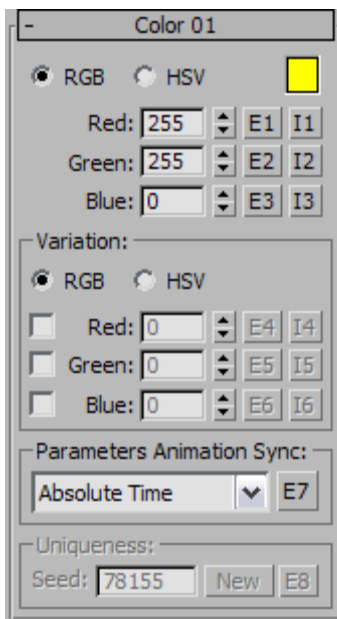 - Color 01
RGB HSV
Red: 255 E1 I1
Green: 255 E2 I2
Blue: 0 E3 I3
Variation:
RGB HSV
Red: 0 E4 I4
Green: 0 E5 I5
Blue: 0 E6 I6
Parameters Animation Sync:
Absolute Time E7
Uniqueness:
Seed: 78155 New E8